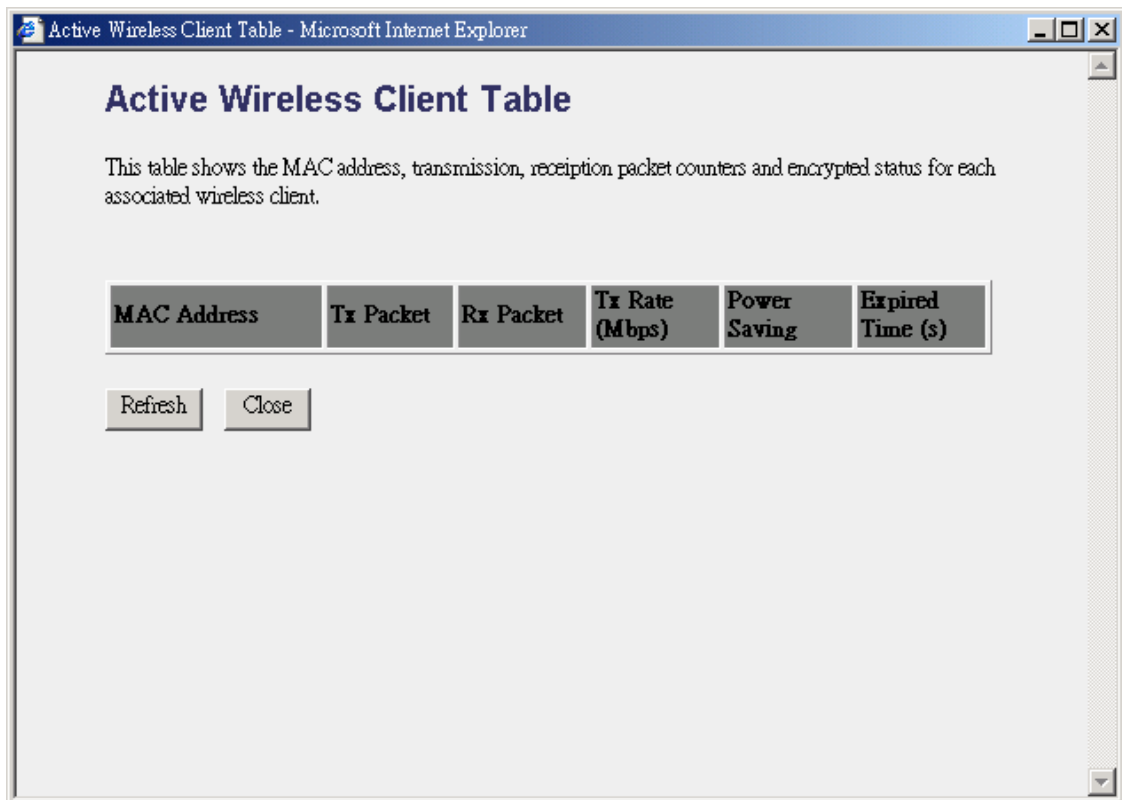 Active Wireless Client Table - Microsoft Internet Explorer
Active Wireless Client Table
This table shows the MAC address, transmission, receiption packet counters and encrypted status for each
associated wireless client.
MAC Address Tx Packet Rx Packet Tx Rate (Mbps) Power Saving Expired Time (s)
Refresh Close